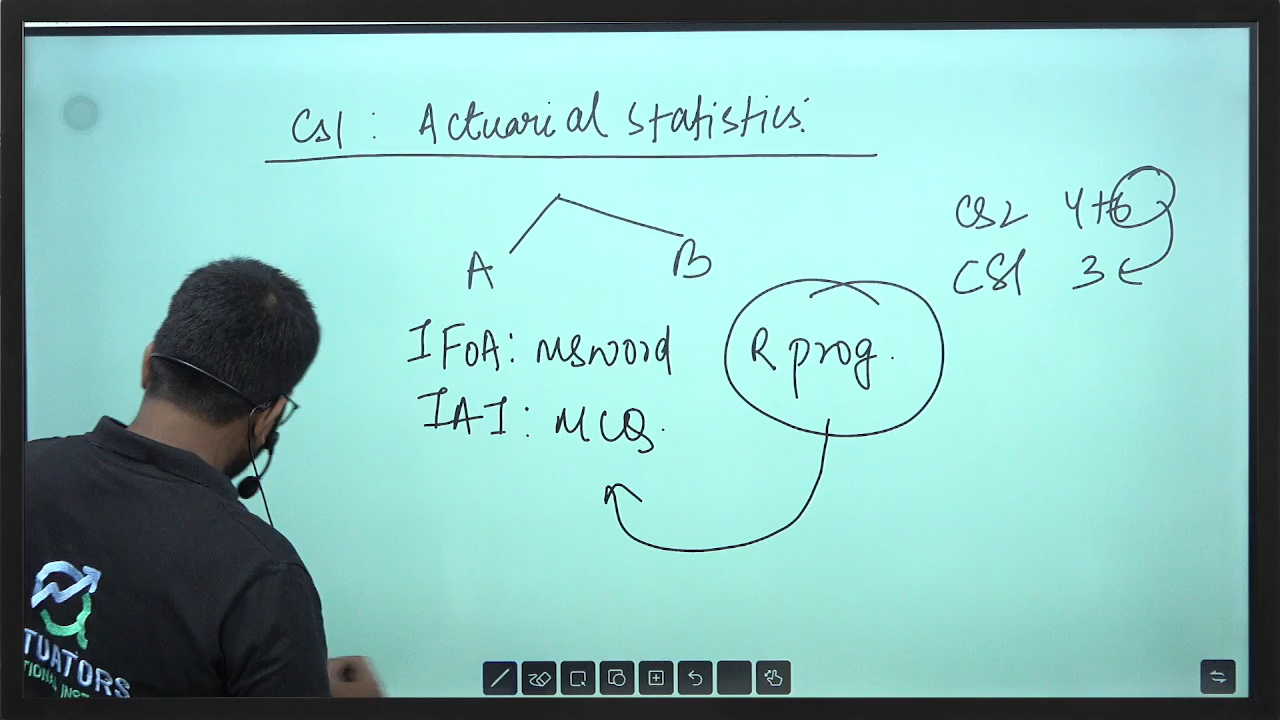 CS1 : Actuarial statistics.
A B
CS2 4+6
CS1 3
IFoA: MSword
R prog.
IAI: MCQ.
TUATORS